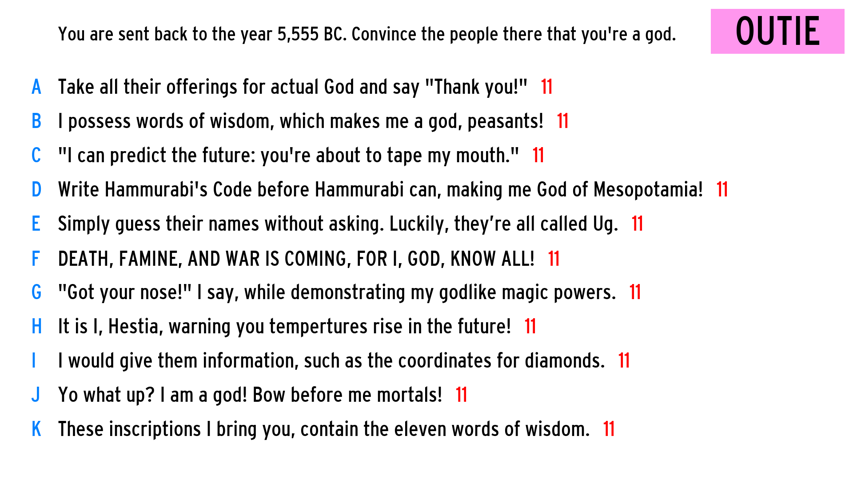 You are sent back to the year 5,555 BC. Convince the people there that you're a god.
OUTIE
A Take all their offerings for actual God and say "Thank you!" 11
B I possess words of wisdom, which makes me a god, peasants! 11
C "I can predict the future: you're about to tape my mouth." 11
D Write Hammurabi's Code before Hammurabi can, making me God of Mesopotamia! 11
E Simply guess their names without asking. Luckily, they’re all called Ug. 11
F DEATH, FAMINE, AND WAR IS COMING, FOR I, GOD, KNOW ALL! 11
G "Got your nose!" I say, while demonstrating my godlike magic powers. 11
H It is I, Hestia, warning you tempertures rise in the future! 11
I I would give them information, such as the coordinates for diamonds. 11
J Yo what up? I am a god! Bow before me mortals! 11
K These inscriptions I bring you, contain the eleven words of wisdom. 11